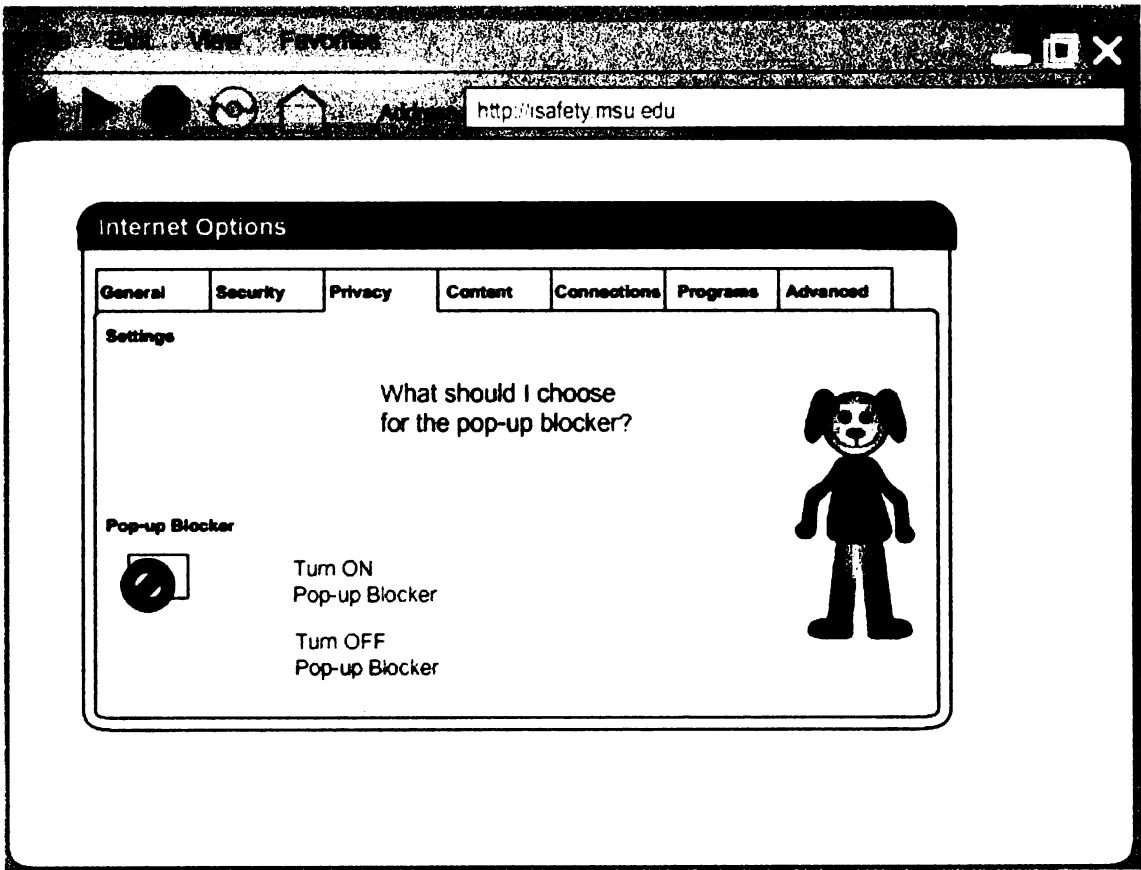 Edit View Favorites
http://isafety.msu.edu
Internet Options
General Security Privacy Content Connections Programs Advanced
Settings
What should I choose
for the pop-up blocker?
Pop-up Blocker
Turn ON
Pop-up Blocker
Turn OFF
Pop-up Blocker